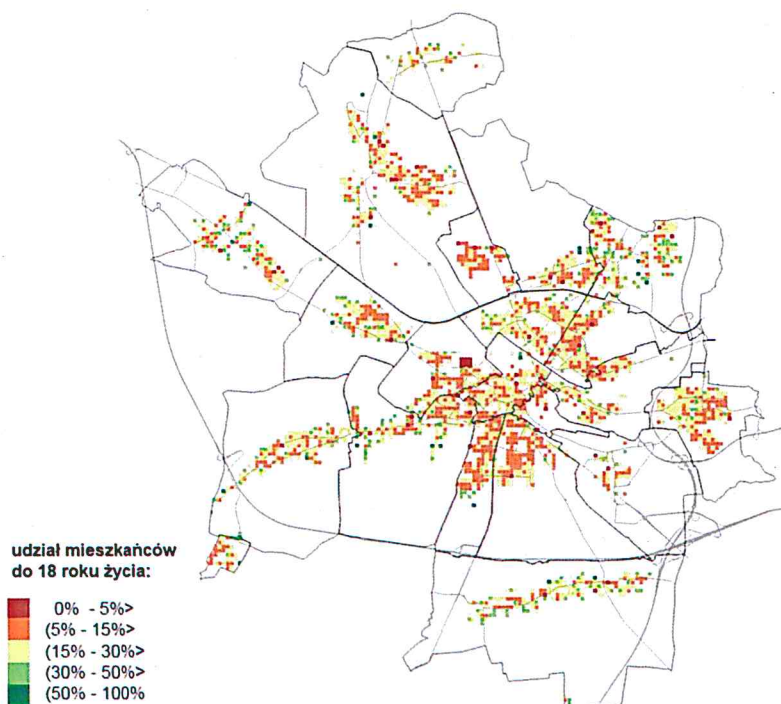 udział mieszkańców
do 18 roku życia:
0% - 5%>
(5% - 15%>
(15% - 30%>
(30% - 50%>
(50% - 100%